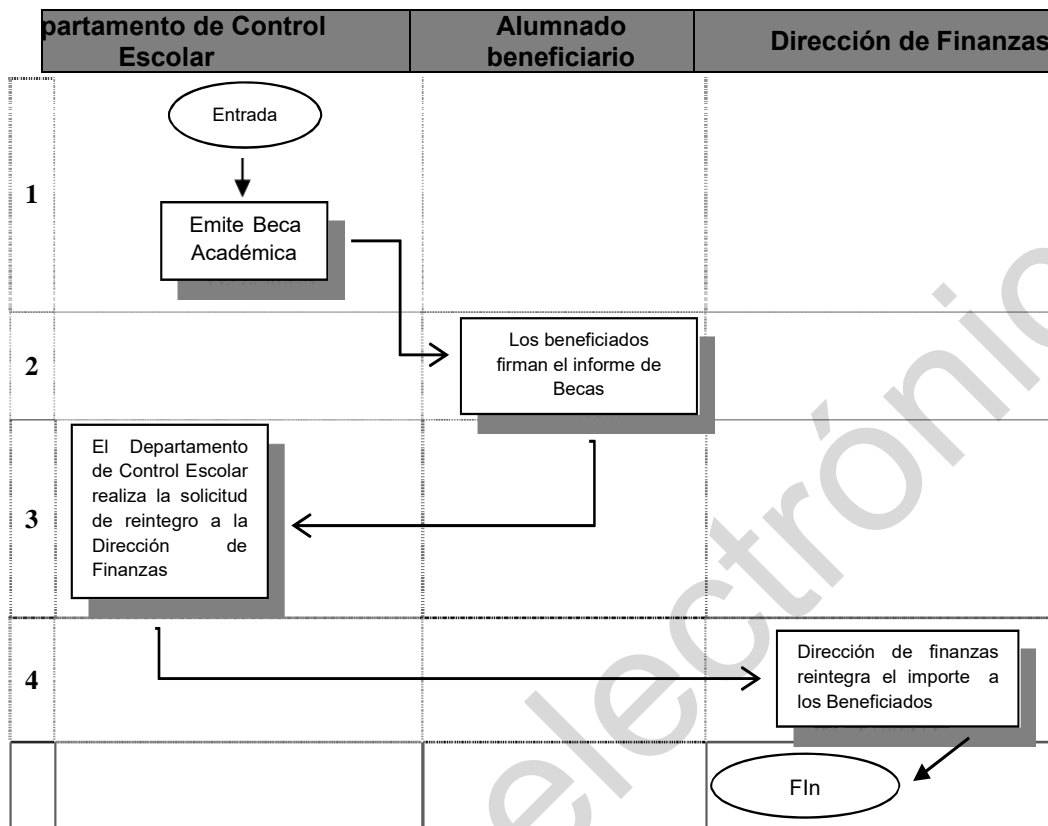 partamento de Control
Escolar
Alumnado
beneficiario
Dirección de Finanzas
Entrada
1
Emite Beca
Académica
2
Los beneficiados
firman el informe de
Becas
3
El Departamento
de Control Escolar
realiza la solicitud
de reintegro a la
Dirección de
Finanzas
4
Dirección de finanzas
reintegra el importe a
los Beneficiados
FIn
electrónic